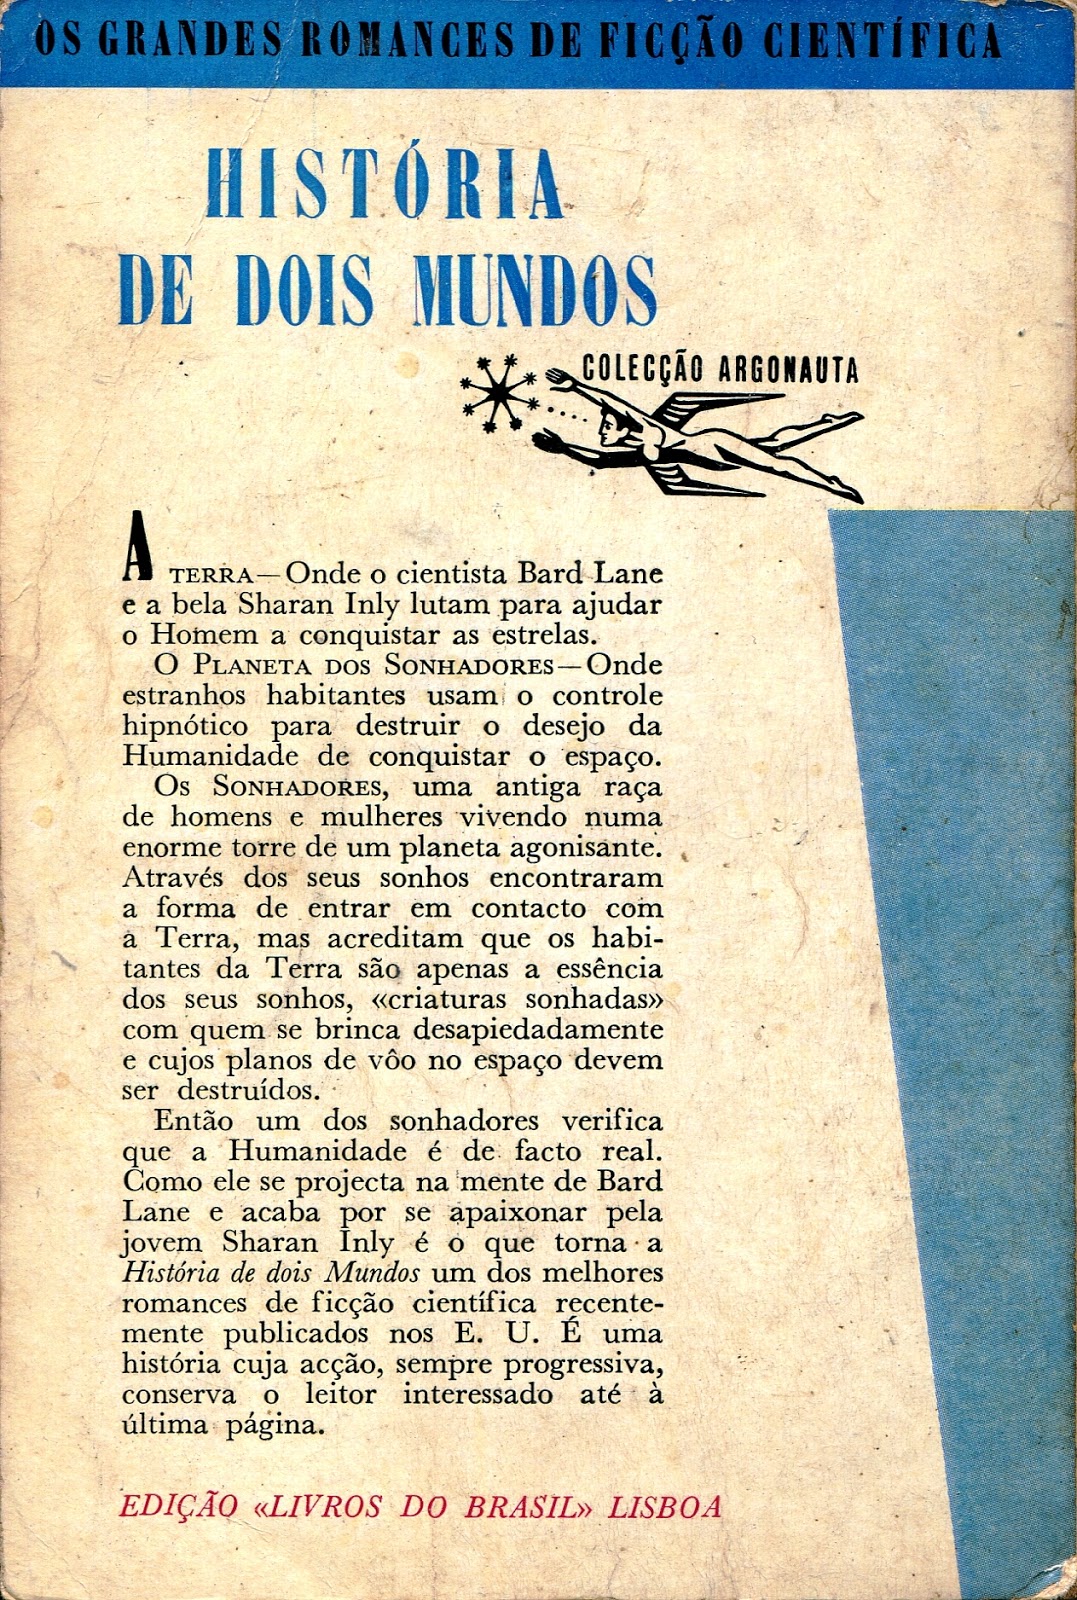 OS GRANDES ROMANCES DE FICÇÃO CIENTÍFICA
HISTÓRIA
DE DOIS MUNDOS
COLECÇÃO ARGONAUTA
A TERRA—Onde o cientista Bard Lane
e a bela Sharan Inly lutam para ajudar
o Homem a conquistar as estrelas.
O PLANETA DOS SONHADORES—Onde
estranhos habitantes usam o controle
hipnótico para destruir o desejo da
Humanidade de conquistar o espaço.
OS SONHADORES, uma antiga raça
de homens e mulheres vivendo numa
enorme torre de um planeta agonisante.
Através dos seus sonhos encontraram
a forma de entrar em contacto com
a Terra, mas acreditam que os habi-
tantes da Terra são apenas a essência
dos seus sonhos, «criaturas sonhadas»
com quem se brinca desapiedadamente
e cujos planos de vôo no espaço devem
ser destruídos.
Então um dos sonhadores verifica
que a Humanidade é de facto real.
Como ele se projecta na mente de Bard
Lane e acaba por se apaixonar pela
jovem Sharan Inly é o que torna a
História de dois Mundos um dos melhores
romances de ficção científica recente-
mente publicados nos E. U. É uma
história cuja acção, sempre progressiva,
conserva o leitor interessado até à
última página.
EDIÇÃO «LIVROS DO BRASIL» LISBOA